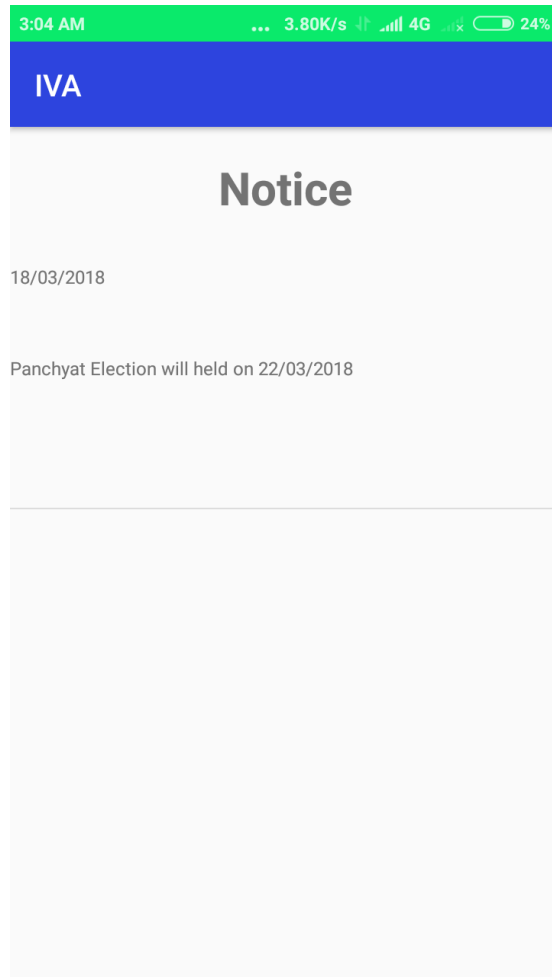 3:04 AM ... 3.80K/s 4G 24%
IVA
Notice
18/03/2018
Panchyat Election will held on 22/03/2018